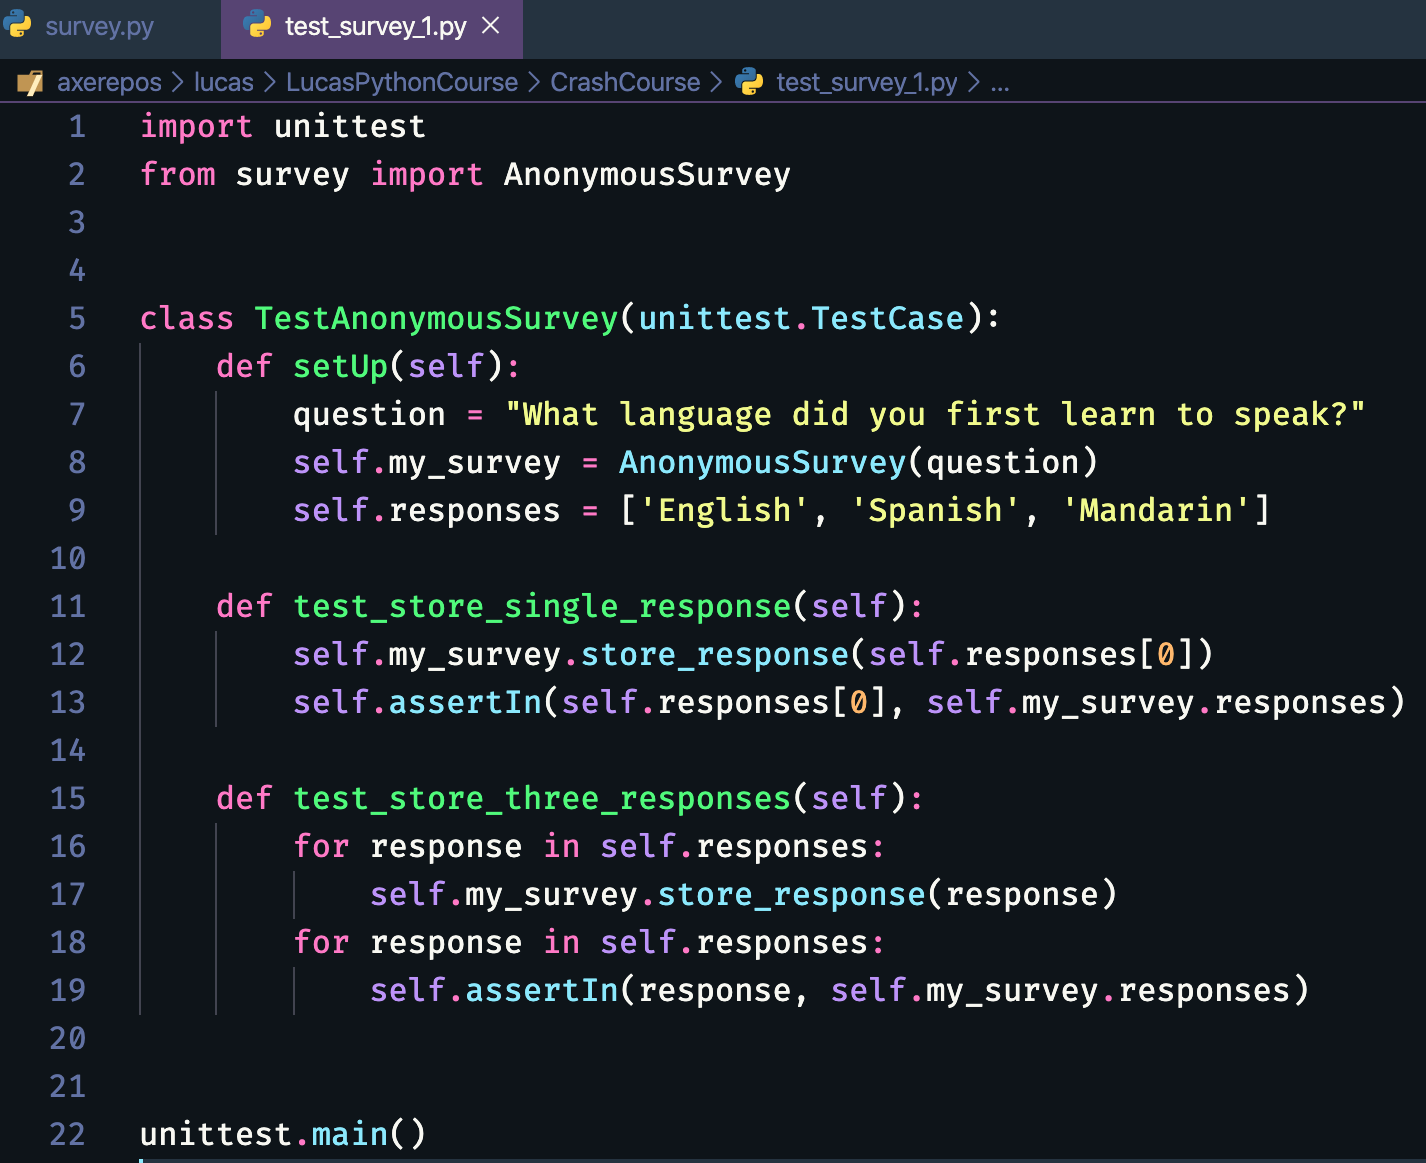 survey.py
test_survey_1.py ×
axerepos > lucas > LucasPythonCourse > CrashCourse > test_survey_1.py > ...
1 import unittest
2 from survey import AnonymousSurvey
3
4
5 class TestAnonymousSurvey(unittest.TestCase):
6     def setUp(self):
7         question = "What language did you first learn to speak?"
8         self.my_survey = AnonymousSurvey(question)
9         self.responses = ['English', 'Spanish', 'Mandarin']
10
11     def test_store_single_response(self):
12         self.my_survey.store_response(self.responses[0])
13         self.assertIn(self.responses[0], self.my_survey.responses)
14
15     def test_store_three_responses(self):
16         for response in self.responses:
17             self.my_survey.store_response(response)
18         for response in self.responses:
19             self.assertIn(response, self.my_survey.responses)
20
21
22 unittest.main()